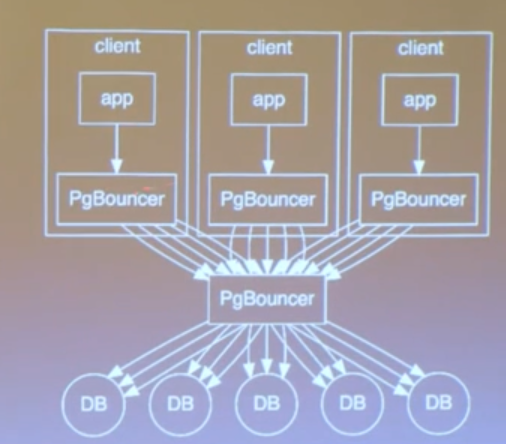 client client client
app app app
PgBouncer PgBouncer PgBouncer
PgBouncer
DB DB DB DB DB